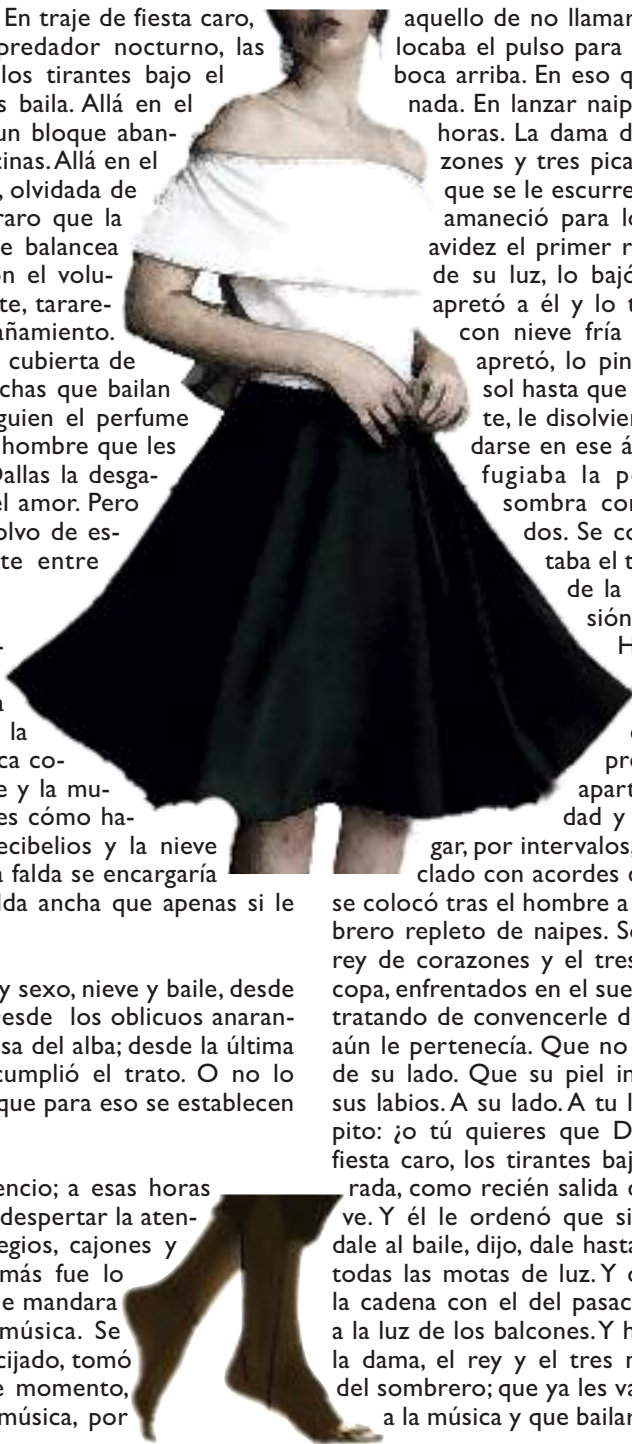 En traje de fiesta caro,
predador nocturno, las
los tirantes bajo el
s baila. Allá en el
un bloque aban-
cinas. Allá en el
, olvidada de
raro que la
e balancea
n el volu-
te, tarare-
añamiento.
cubierta de
chas que bailan
guien el perfume
hombre que les
Dallas la desga-
el amor. Pero
olvo de es-
te entre
-
a
la
ca co-
e y la mu-
es cómo ha-
ecibelios y la nieve
a falda se encargaría
lda ancha que apenas si le
y sexo, nieve y baile, desde
esde los oblicuos anaran-
sa del alba; desde la última
cumplió el trato. O no lo
que para eso se establecen
encio; a esas horas
despertar la aten-
egios, cajones y
más fue lo
e mandara
música. Se
cijado, tomó
e momento,
música, por
aquello de no llamar
locaba el pulso para
boca arriba. En eso q
nada. En lanzar naip
horas. La dama d
zones y tres pica
que se le escurre
amaneció para lo
avidez el primer r
de su luz, lo bajó
apretó a él y lo t
con nieve fría
apretó, lo pin
sol hasta que
te, le disolvier
darse en ese á
fugiaba la p
sombra con
dos. Se co
taba el t
de la
sión
H
pr
apart
dad y
gar, por intervalos,
clado con acordes
se colocó tras el hombre a
brero repleto de naipes. S
rey de corazones y el tres
copa, enfrentados en el sue
tratando de convencerle d
aún le pertenecía. Que no
de su lado. Que su piel in
sus labios. A su lado. A tu l
pito: ¿o tú quieres que D
fiesta caro, los tirantes baj
rada, como recién salida
ve. Y él le ordenó que si
dale al baile, dijo, dale hasta
todas las motas de luz. Y
la cadena con el del pasac
a la luz de los balcones. Y h
la dama, el rey y el tres
del sombrero; que ya les va
a la música y que bailar